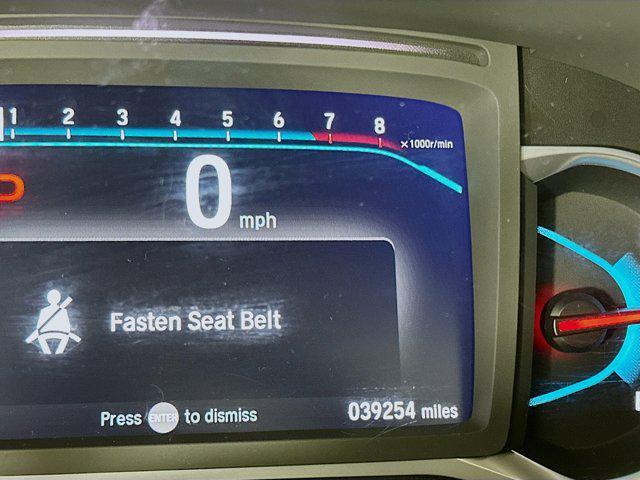 1 2 3 4 5 6 7 8
×1000r/min
0 mph
Fasten Seat Belt
Press ENTER to dismiss
039254 miles